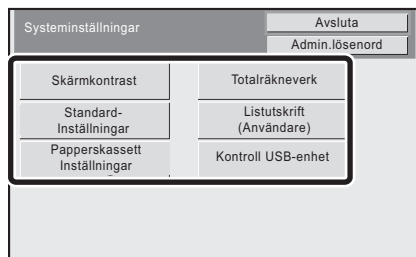 Systeminställningar
Avsluta
Admin.lösenord
Skärmkontrast
Totalräkneverk
Standard-
Inställningar
Listutskrift
(Användare)
Papperskassett
Inställningar
Kontroll USB-enhet